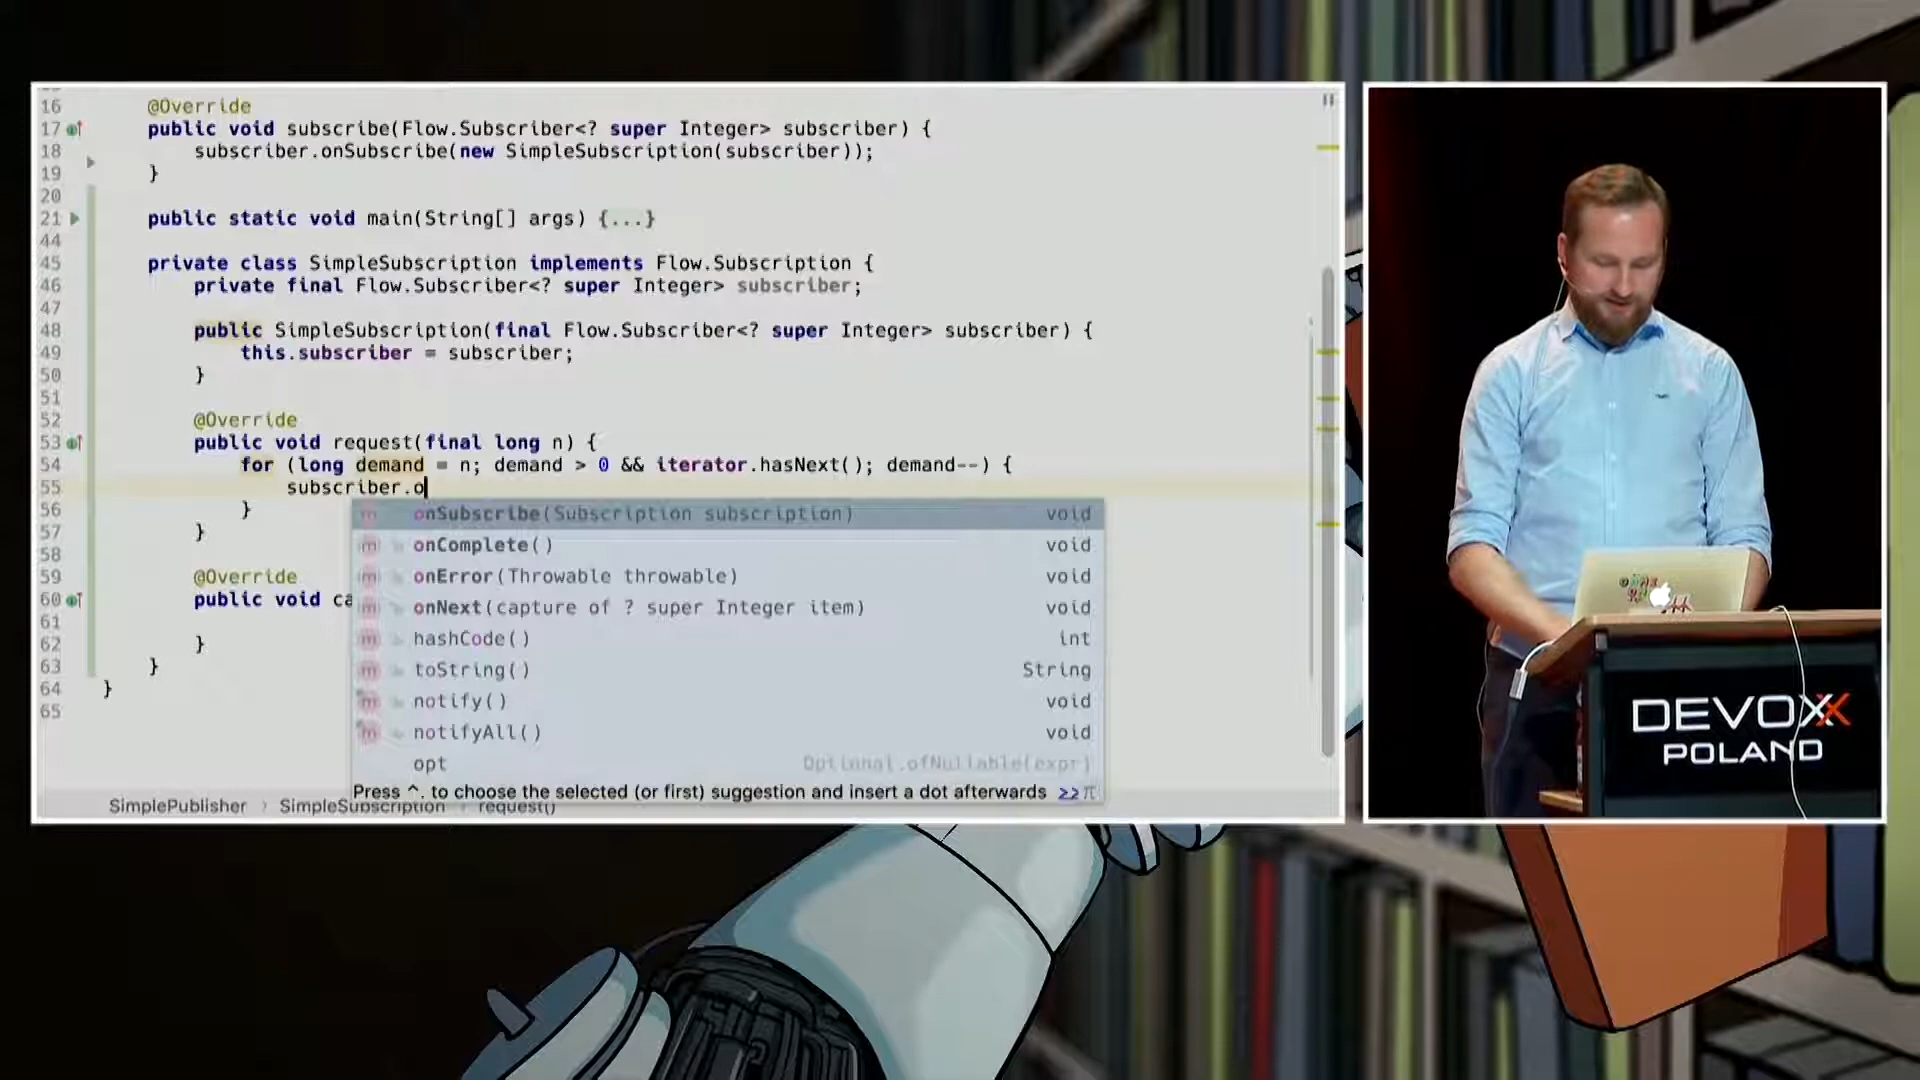 16 @Override
17 public void subscribe(Flow.Subscriber<? super Integer> subscriber) {
18 subscriber.onSubscribe(new SimpleSubscription(subscriber));
19 }
20
21 public static void main(String[] args) {...}
44
45 private class SimpleSubscription implements Flow.Subscription {
46 private final Flow.Subscriber<? super Integer> subscriber;
47
48 public SimpleSubscription(final Flow.Subscriber<? super Integer> subscriber) {
49 this.subscriber = subscriber;
50 }
51
52 @Override
53 public void request(final long n) {
54 for (long demand = n; demand > 0 && iterator.hasNext(); demand--) {
55 subscriber.o
56 }
57 }
58
59 @Override
60 public void ca
61
62 }
63 }
64 }
65
m onSubscribe(Subscription subscription) void
m onComplete() void
m onError(Throwable throwable) void
m onNext(capture of ? super Integer item) void
m hashCode() int
m toString() String
m notify() void
m notifyAll() void
opt Optional.ofNullable(expr)
Press ^. to choose the selected (or first) suggestion and insert a dot afterwards >> π
SimplePublisher › SimpleSubscription › request()
DEVOXX
POLAND